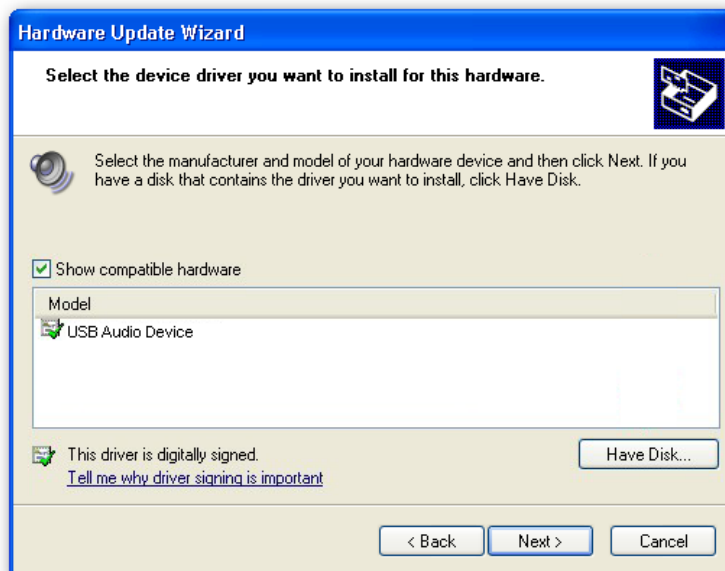 Hardware Update Wizard
Select the device driver you want to install for this hardware.
Select the manufacturer and model of your hardware device and then click Next. If you
have a disk that contains the driver you want to install, click Have Disk.
Show compatible hardware
Model
USB Audio Device
This driver is digitally signed.
Have Disk...
Tell me why driver signing is important
< Back
Next >
Cancel